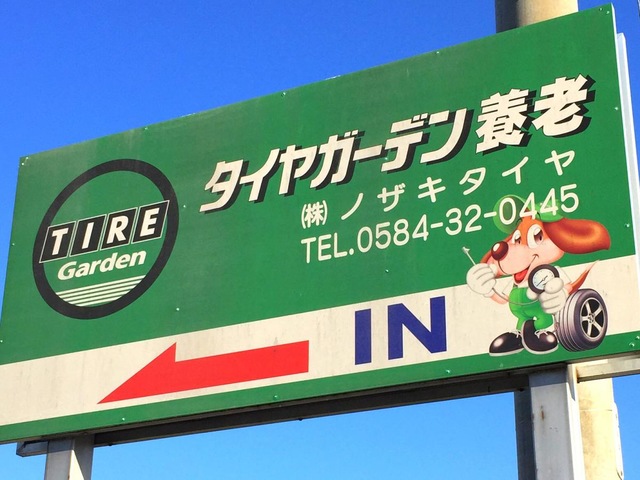 TIRE
Garden
タイヤガーデン養老
㈱ノザキタイヤ
TEL.0584-32-0445
IN